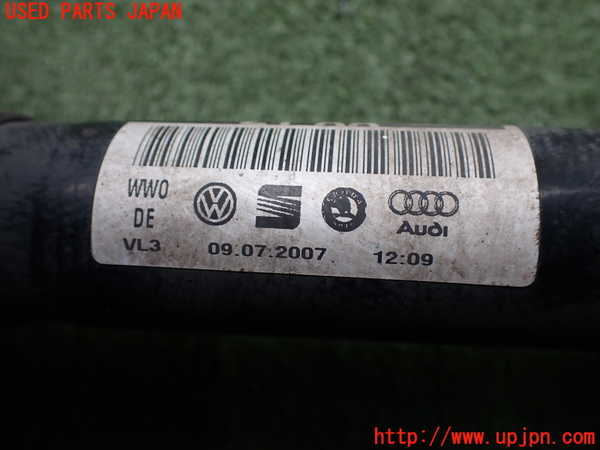 USED PARTS JAPAN
WWO
DE
VL3
Audi
09.07.2007
12:09
http://www.upjpn.com/